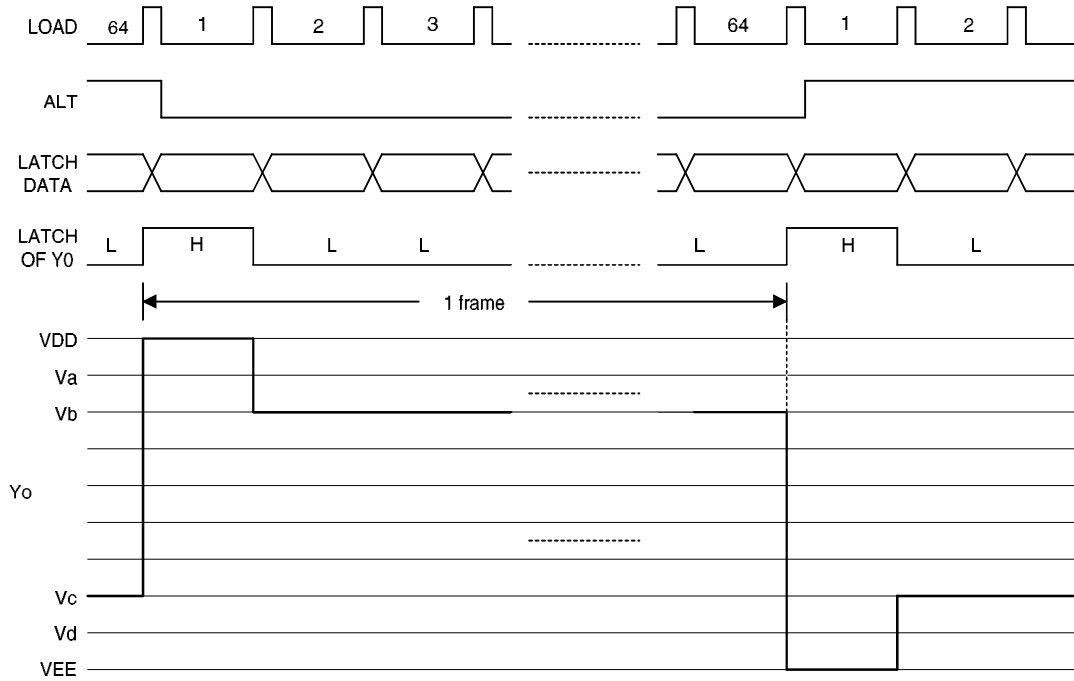 LOAD 64 1 2 3 64 1 2
ALT
LATCH
DATA
LATCH
OF Y0
L H L L L H L
1 frame
VDD
Va
Vb
Yo
Vc
Vd
VEE